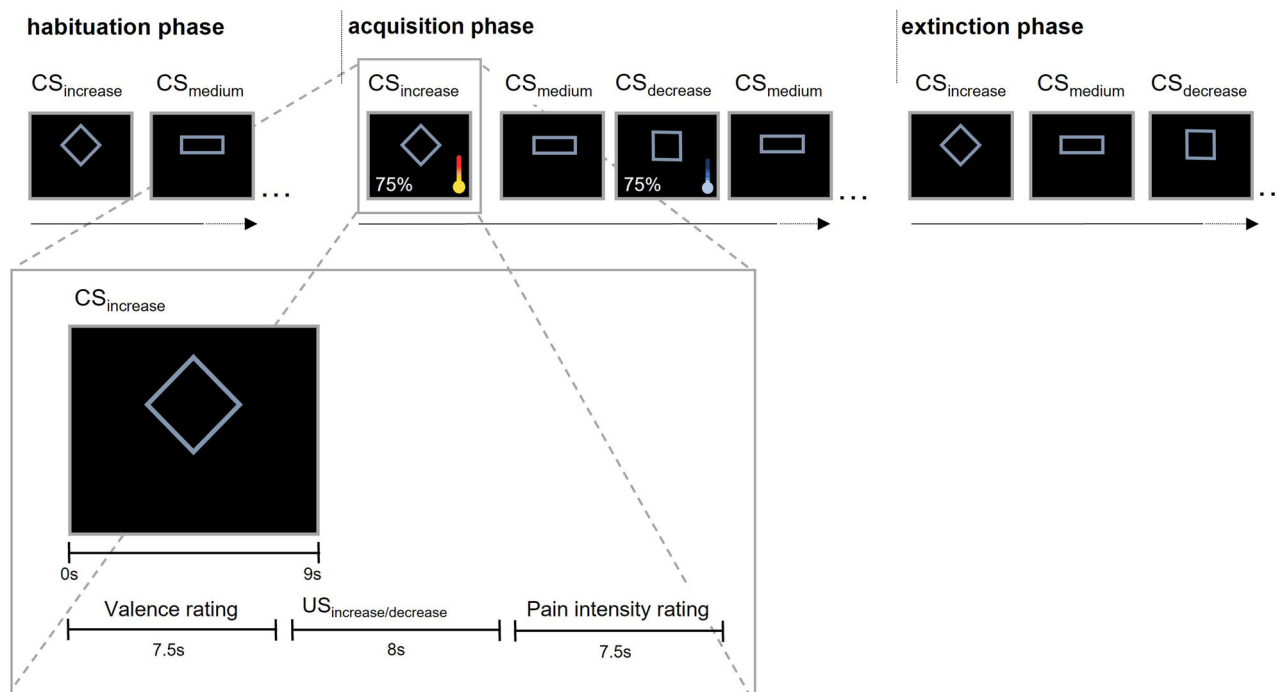 habituation phase
acquisition phase
extinction phase
CSincrease
CSmedium
CSincrease
CSmedium
CSdecrease
CSmedium
CSincrease
CSmedium
CSdecrease
75%
75%
...
...
..
CSincrease
0s
9s
Valence rating
USincrease/decrease
Pain intensity rating
7.5s
8s
7.5s